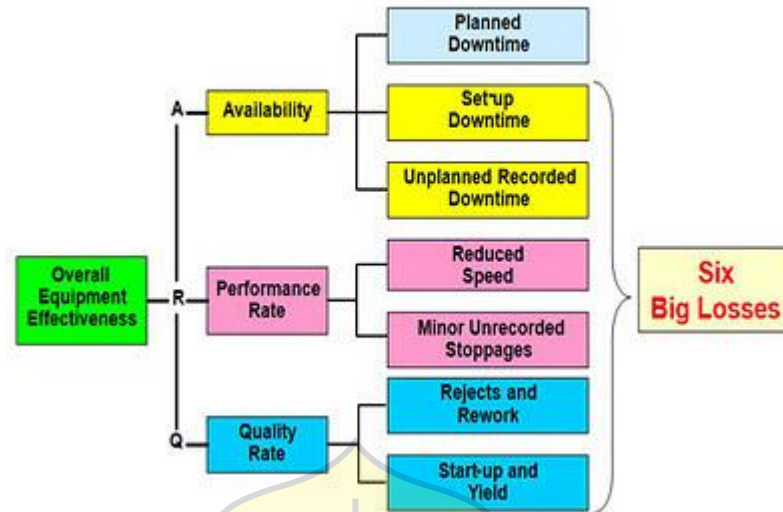 Planned
Downtime
A
Availability
Set-up
Downtime
Unplanned Recorded
Downtime
Overall
Equipment
Effectiveness
R
Performance
Rate
Reduced
Speed
Minor Unrecorded
Stoppages
Six
Big Losses
Q
Quality
Rate
Rejects and
Rework
Start-up and
Yield